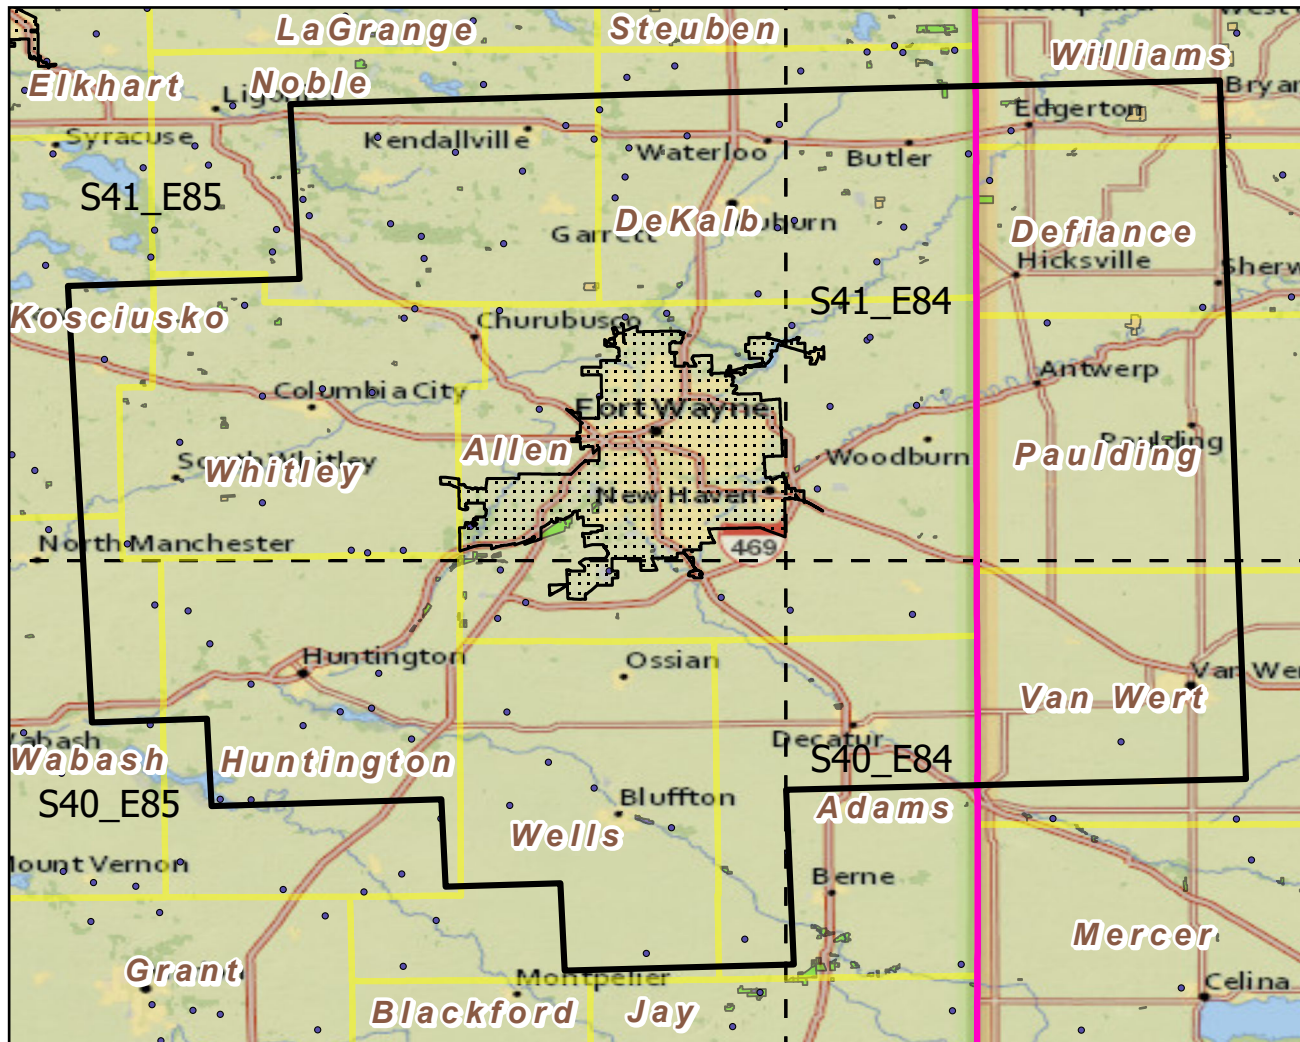 LaGrange
Steuben
Williams
Elkhart
Noble
Bryan
Edgerton
Syracuse
Kendallville
Waterloo
Butler
S41_E85
DeKalb
Garrett
Defiance
Hicksville
S41_E84
Kosciusko
Churubusco
Antwerp
Columbia City
Fort Wayne
Allen
Paulding
Whitley
Woodburn
Paulding
New Haven
North Manchester
469
Huntington
Ossian
Van Wert
Decatur
Wabash
Huntington
S40_E84
S40_E85
Bluffton
Adams
Wells
Mount Vernon
Berne
Mercer
Grant
Montpelier
Celina
Blackford
Jay